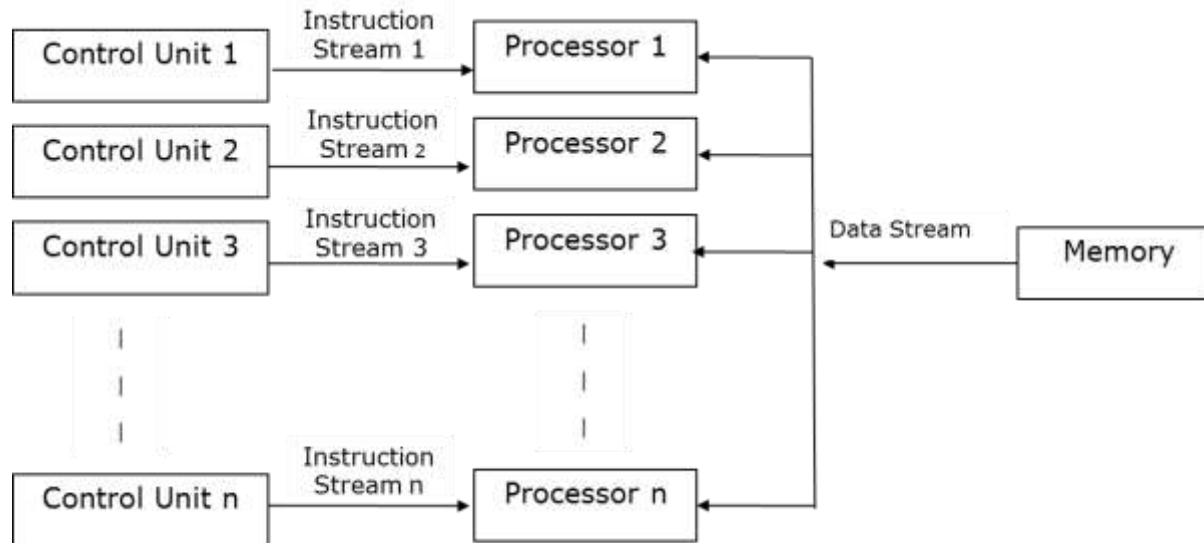 Control Unit 1
Instruction
Stream 1
Processor 1
Control Unit 2
Instruction
Stream 2
Processor 2
Control Unit 3
Instruction
Stream 3
Processor 3
Data Stream
Memory
Control Unit n
Instruction
Stream n
Processor n